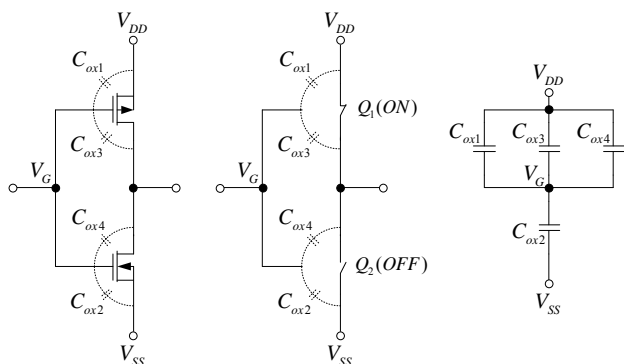 V_DD
C_ox1
C_ox3
V_G
C_ox4
C_ox2
V_SS
V_DD
C_ox1
Q_1(ON)
C_ox3
V_G
C_ox4
Q_2(OFF)
C_ox2
V_SS
V_DD
C_ox1 C_ox3 C_ox4
V_G
C_ox2
V_SS